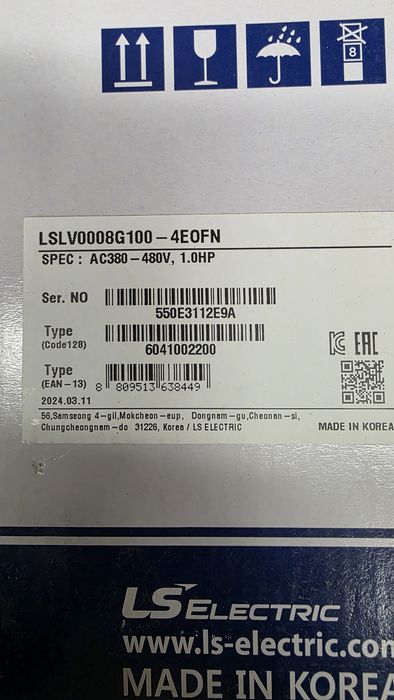 8
LSLV0008G100-4EOFN
SPEC : AC380-480V, 1.0HP
Ser. NO
550E3112E9A
Type
(Code128)
6041002200
Type
(EAN-13)
8 809513 638449
2024.03.11
EAC
56,Samseong 4-gil,Mokcheon-eup, Dongnam-gu,Cheonan-si,
Chungcheongnam-do 31226, Korea / LS ELECTRIC
MADE IN KOREA
LS ELECTRIC
www.ls-electric.com
MADE IN KOREA